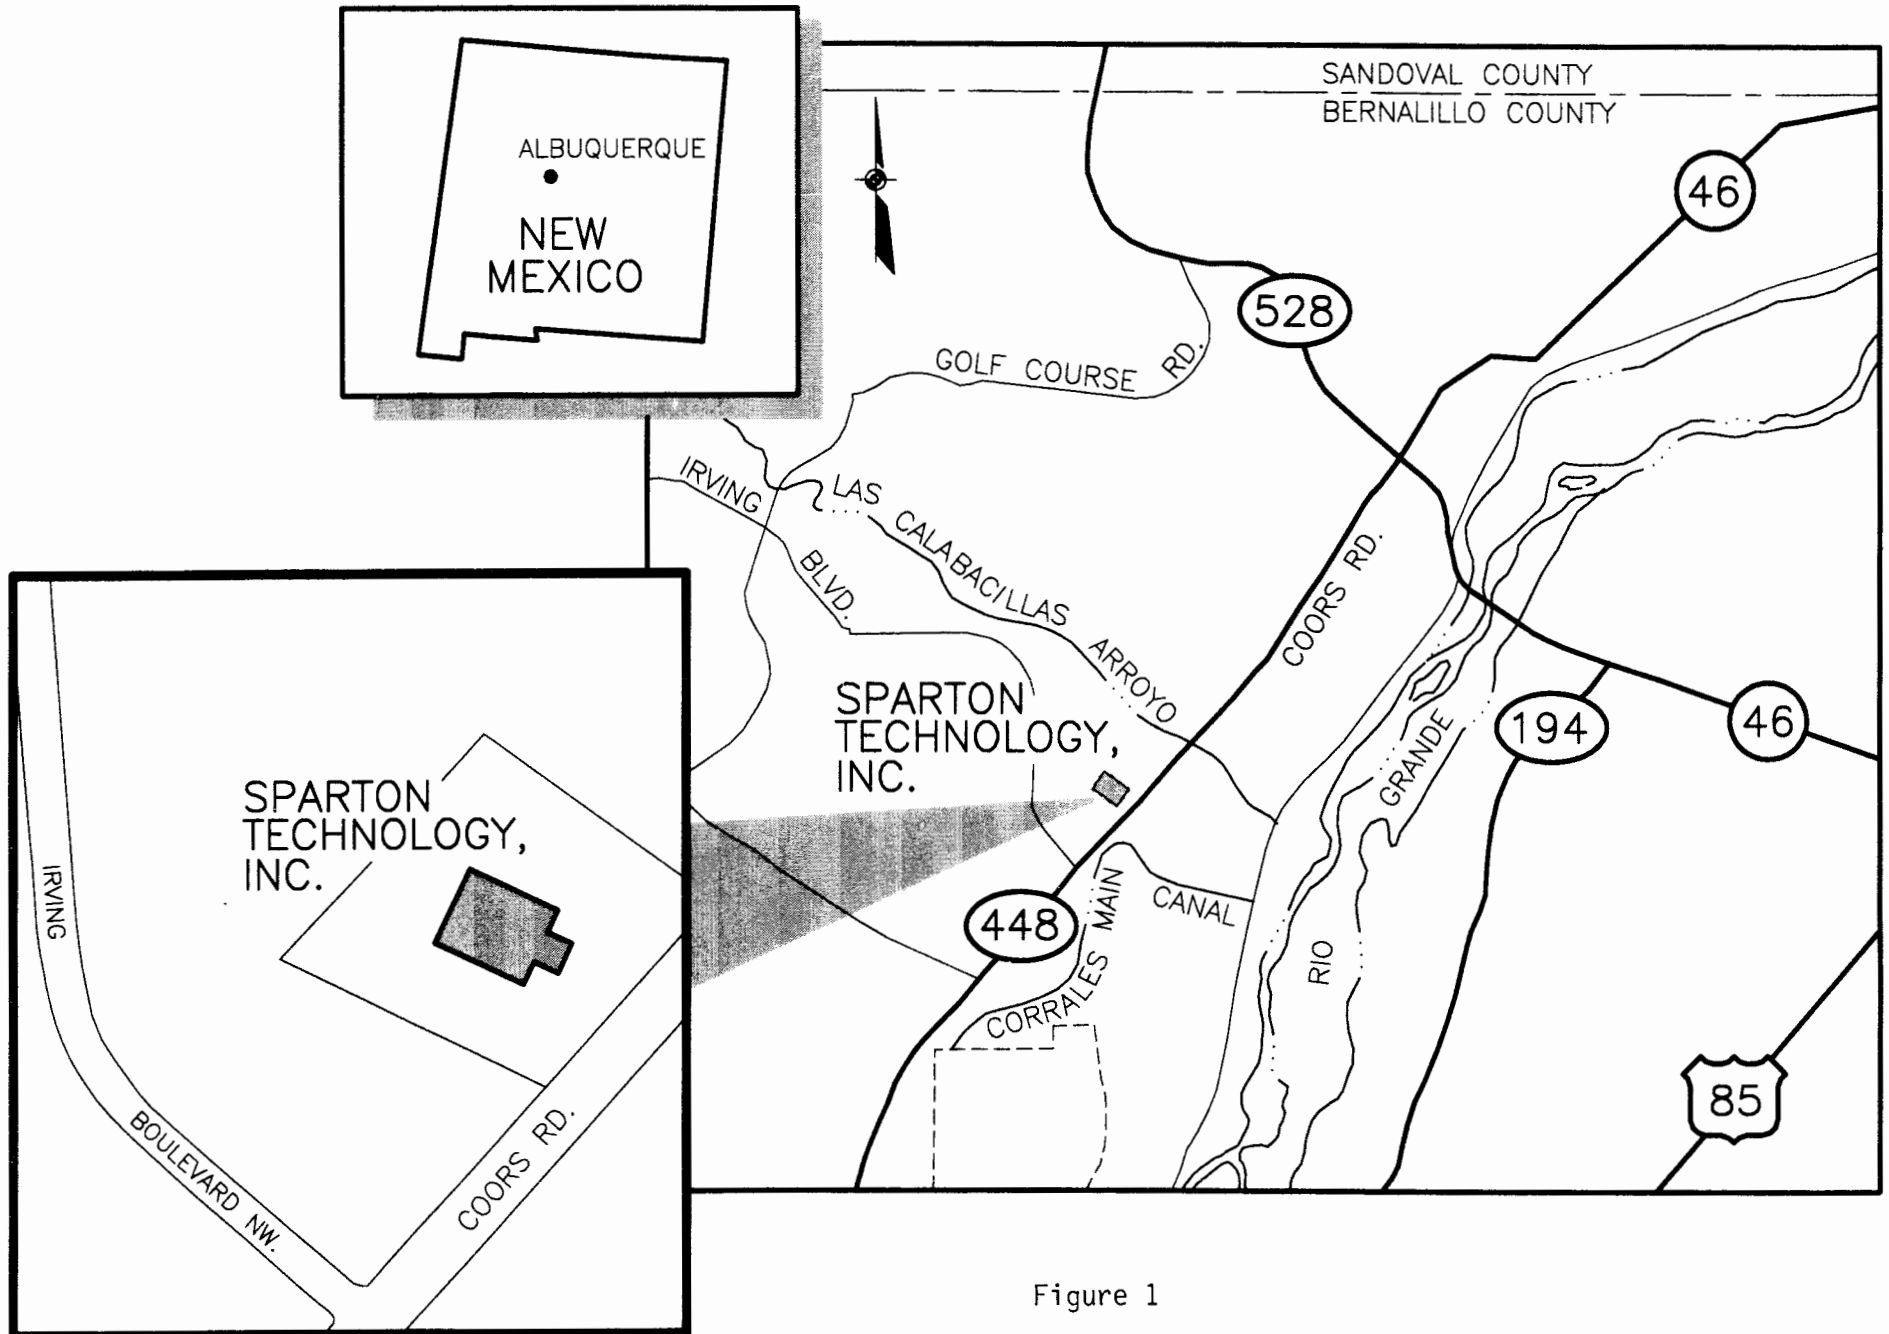 ALBUQUERQUE
NEW
MEXICO
SANDOVAL COUNTY
BERNALILLO COUNTY
46
528
GOLF COURSE RD.
IRVING BLVD.
LAS CALABACILLAS ARROYO
COORS RD.
SPARTON
TECHNOLOGY,
INC.
194
46
RIO GRANDE
448
CORRALES MAIN CANAL
85
SPARTON
TECHNOLOGY,
INC.
IRVING BOULEVARD NW.
COORS RD.
Figure 1